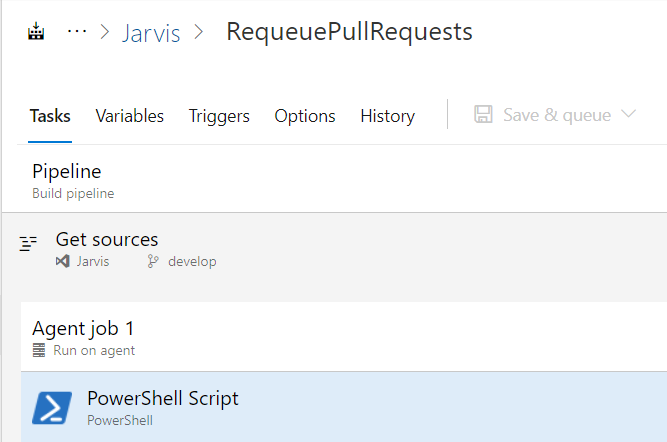 ··· > Jarvis > RequeuePullRequests
Tasks Variables Triggers Options History Save & queue
Pipeline
Build pipeline
Get sources
Jarvis develop
Agent job 1
Run on agent
PowerShell Script
PowerShell